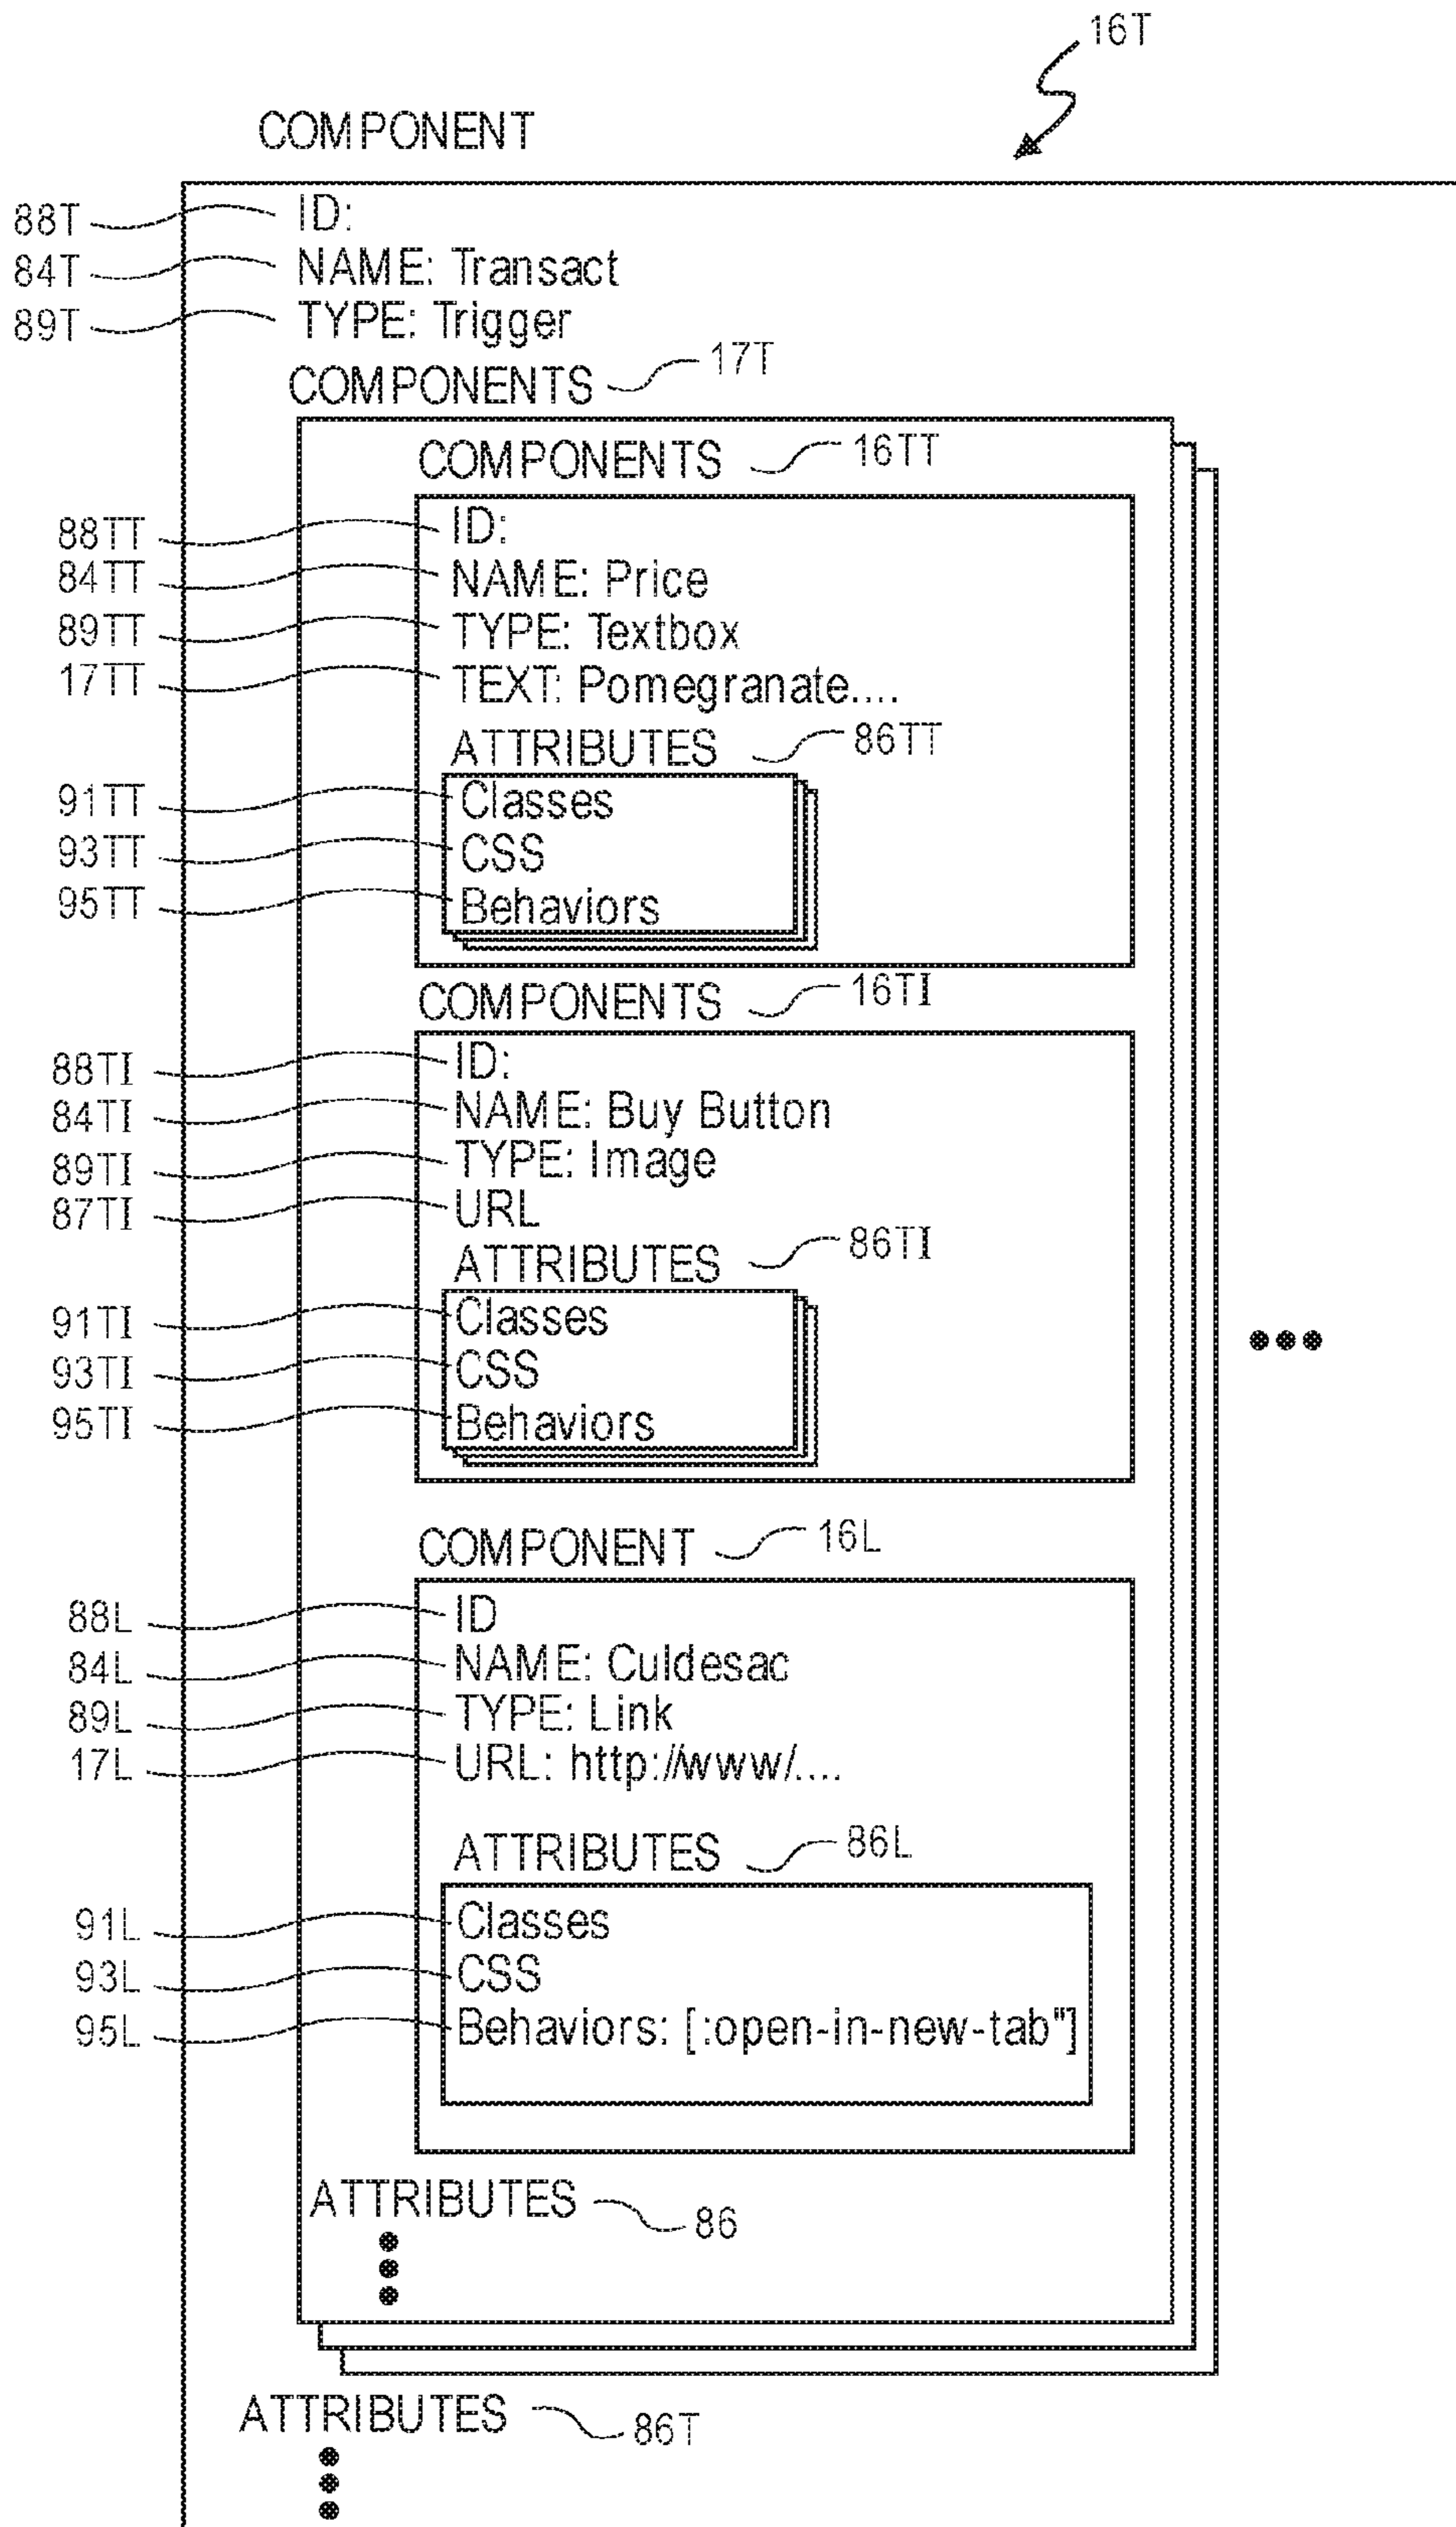 16T
COMPONENT
88T ID:
84T NAME: Transact
89T TYPE: Trigger
COMPONENTS 17T
COMPONENTS 16TT
88TT ID:
84TT NAME: Price
89TT TYPE: Textbox
17TT TEXT: Pomegranate....
ATTRIBUTES 86TT
91TT Classes
93TT CSS
95TT Behaviors
COMPONENTS 16TI
88TI ID:
84TI NAME: Buy Button
89TI TYPE: Image
87TI URL
ATTRIBUTES 86TI
91TI Classes
93TI CSS
95TI Behaviors
COMPONENT 16L
88L ID
84L NAME: Culdesac
89L TYPE: Link
17L URL: http://www/....
ATTRIBUTES 86L
91L Classes
93L CSS
95L Behaviors: [:open-in-new-tab"]
ATTRIBUTES 86
ATTRIBUTES 86T